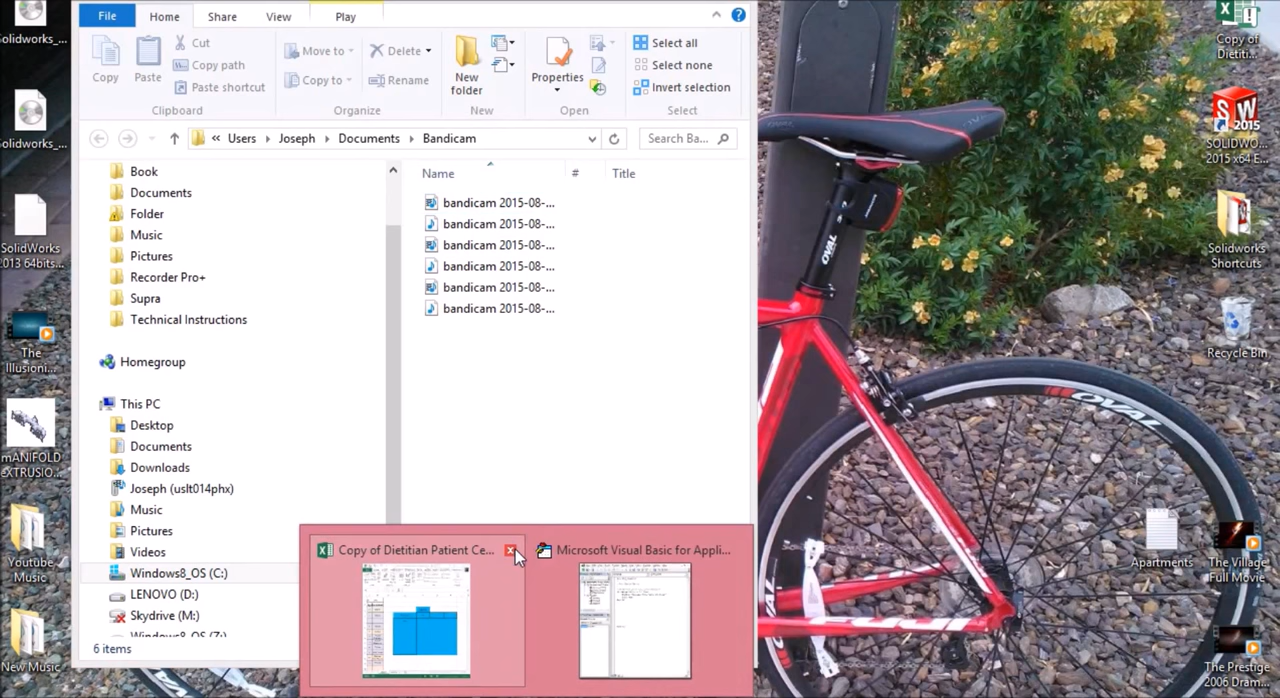 File
Home
Share
View
Play
Copy
Paste
Cut
Copy path
Paste shortcut
Clipboard
Move to
Copy to
Delete
Rename
Organize
New folder
New
Properties
Open
Select all
Select none
Invert selection
Select
« Users Joseph Documents Bandicam
Search Ba...
Book
Documents
Folder
Music
Pictures
Recorder Pro+
Supra
Technical Instructions
Homegroup
This PC
Desktop
Documents
Downloads
Joseph (uslt014phx)
Music
Pictures
Videos
Windows8_OS (C:)
LENOVO (D:)
Skydrive (M:)
Windows8_OS (Z:)
6 items
Name
#
Title
bandicam 2015-08-...
bandicam 2015-08-...
bandicam 2015-08-...
bandicam 2015-08-...
bandicam 2015-08-...
bandicam 2015-08-...
Copy of Dietitian Patient Ce...
Microsoft Visual Basic for Appli...
Solidworks_...
Solidworks_...
SolidWorks
2013 64bits...
The
Illusioni...
mANIFOLD
eXTRUSIO...
Youtube
Music
New Music
Copy of
Dietiti...
SW
2015
SOLIDWO...
2015 x64 E...
Solidworks
Shortcuts
Recycle Bin
Apartments
The Village
Full Movie
The Prestige
2006 Dram...
OVAL
OVAL
OVAL